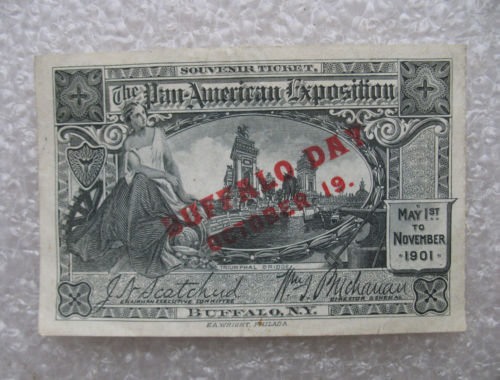 SOUVENIR TICKET.
The Pan-American Exposition
BUFFALO DAY
OCTOBER 19.
MAY 1ST
TO
NOVEMBER
1901
TRIUMPHAL BRIDGE
J. N. Scatcherd
Wm. I. Buchanan
CHAIRMAN EXECUTIVE COMMITTEE
DIRECTOR GENERAL
BUFFALO, N.Y.
E.A. WRIGHT, PHILADA.